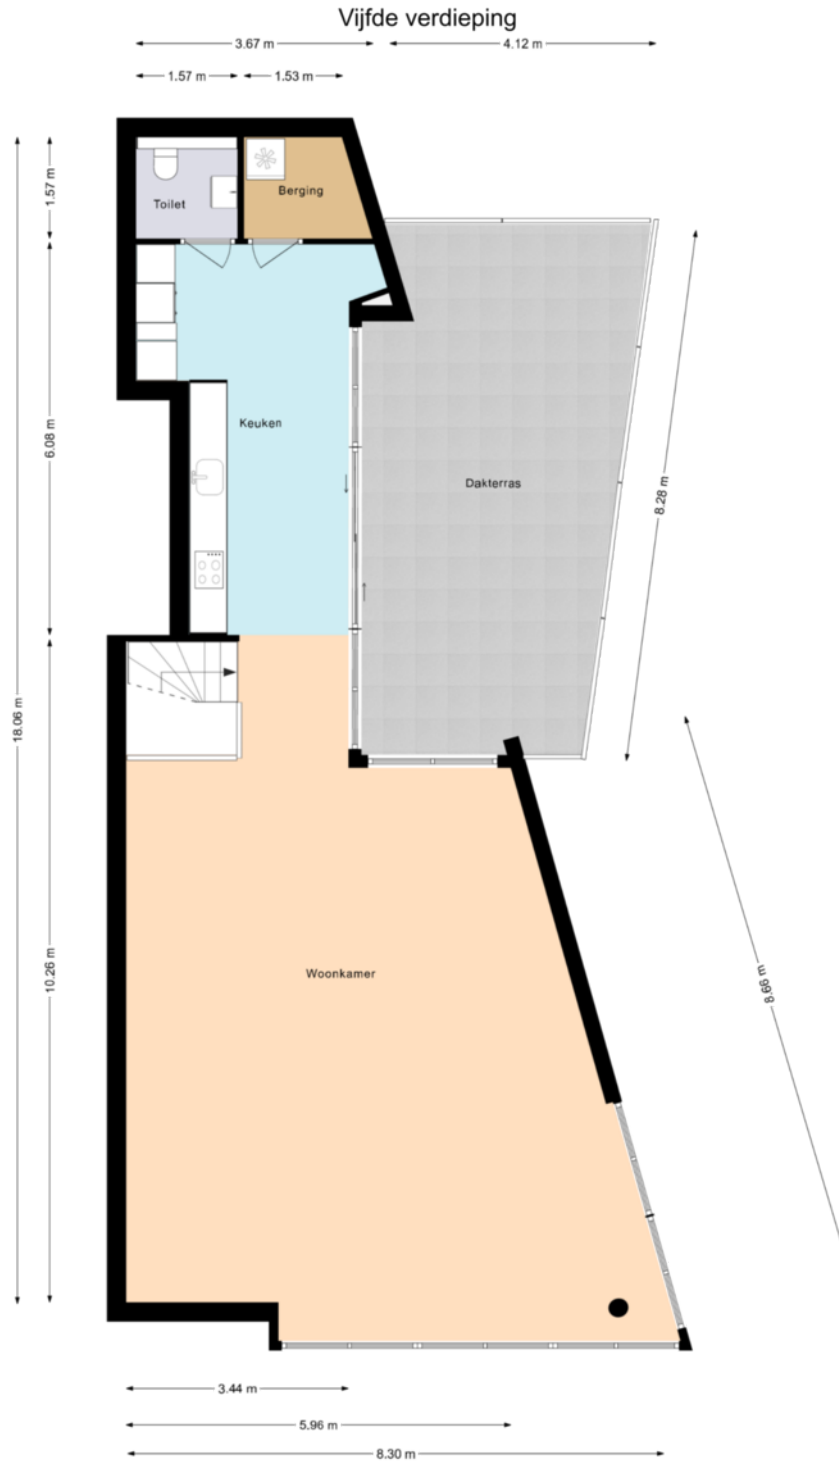 Vijfde verdieping
3.67 m
4.12 m
1.57 m
1.53 m
1.57 m
Toilet
Berging
6.08 m
Keuken
Dakterras
8.28 m
18.06 m
10.26 m
Woonkamer
8.66 m
3.44 m
5.96 m
8.30 m